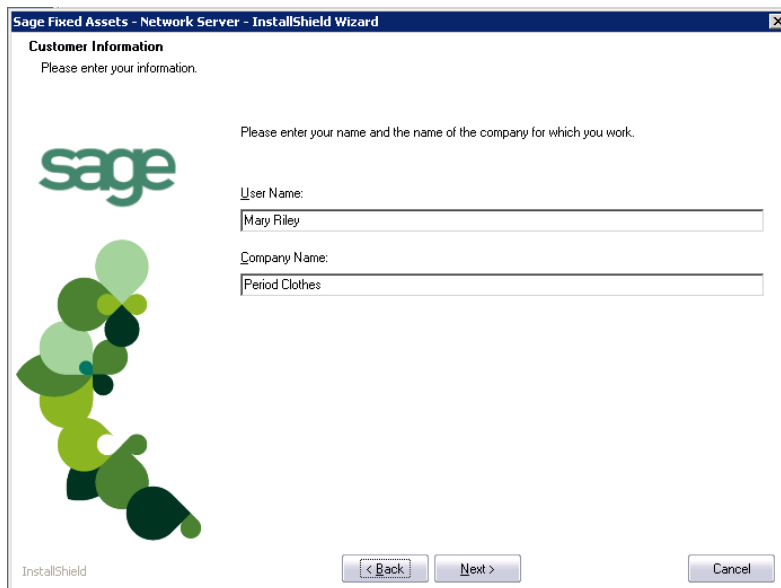 Sage Fixed Assets - Network Server - InstallShield Wizard
Customer Information
Please enter your information.
Please enter your name and the name of the company for which you work.
sage
User Name:
Mary Riley
Company Name:
Period Clothes
InstallShield
< Back
Next >
Cancel